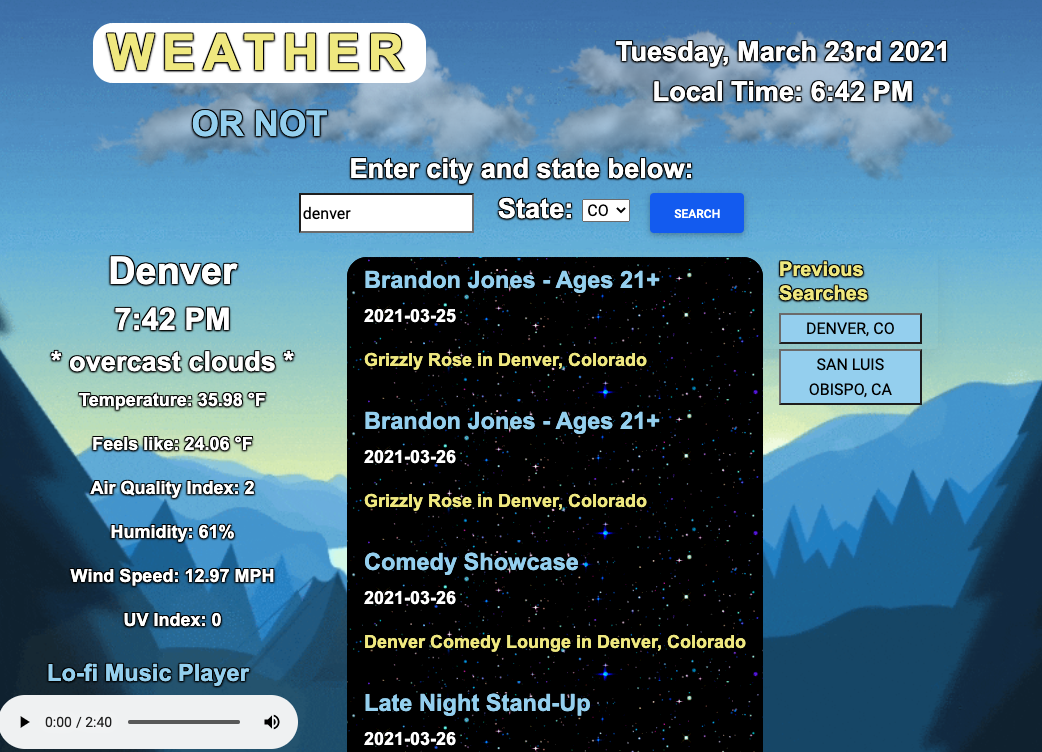 WEATHER
OR NOT
Tuesday, March 23rd 2021
Local Time: 6:42 PM
Enter city and state below:
denver
State: CO
SEARCH
Denver
7:42 PM
* overcast clouds *
Temperature: 35.98 °F
Feels like: 24.06 °F
Air Quality Index: 2
Humidity: 61%
Wind Speed: 12.97 MPH
UV Index: 0
Lo-fi Music Player
0:00 / 2:40
Brandon Jones - Ages 21+
2021-03-25
Grizzly Rose in Denver, Colorado
Brandon Jones - Ages 21+
2021-03-26
Grizzly Rose in Denver, Colorado
Comedy Showcase
2021-03-26
Denver Comedy Lounge in Denver, Colorado
Late Night Stand-Up
2021-03-26
Previous
Searches
DENVER, CO
SAN LUIS
OBISPO, CA